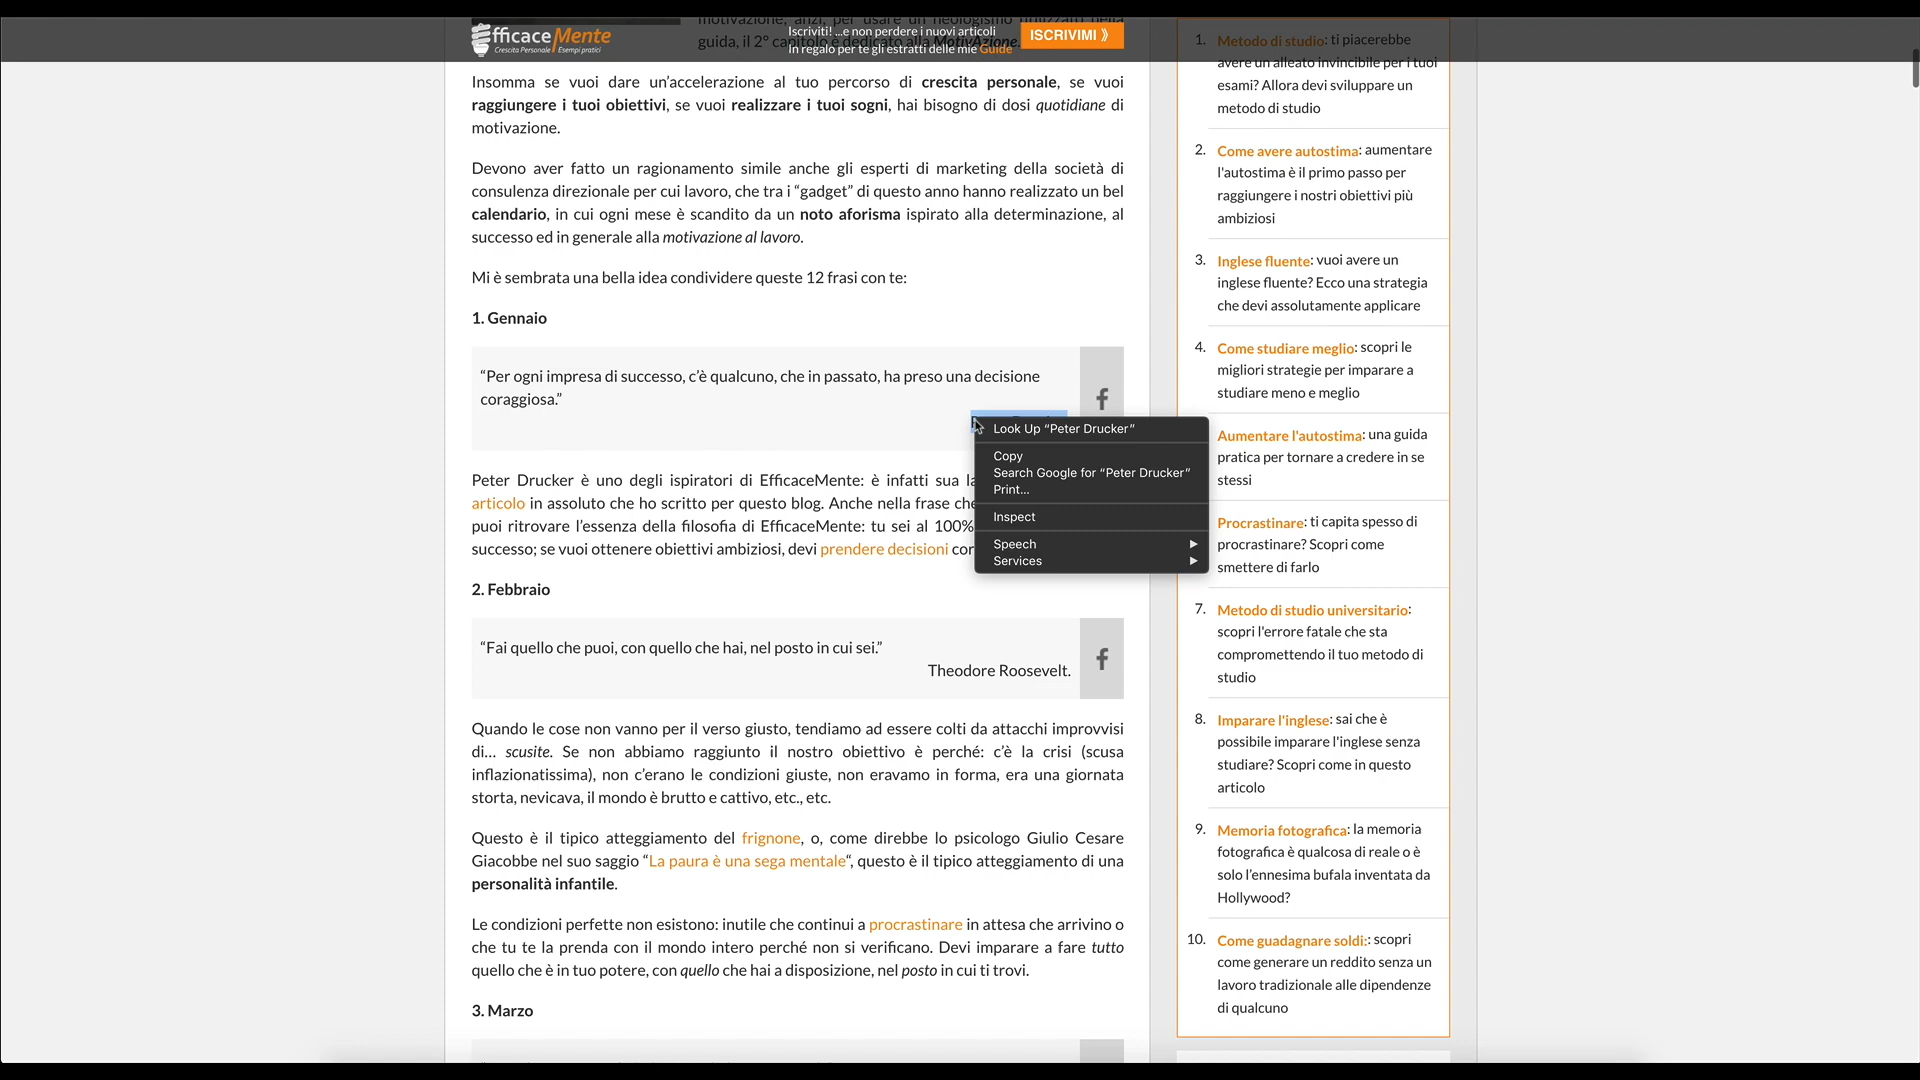 motivazione, anzi, per usare un neologismo utilizzato nella
guida, il 2° capitolo è dedicato alla MotivAzione.
EfficaceMente
Crescita Personale Esempi pratici
Iscriviti! ...e non perdere i nuovi articoli
In regalo per te gli estratti delle mie Guide
ISCRIVIMI ⟫
Insomma se vuoi dare un’accelerazione al tuo percorso di crescita personale, se vuoi
raggiungere i tuoi obiettivi, se vuoi realizzare i tuoi sogni, hai bisogno di dosi quotidiane di
motivazione.
Devono aver fatto un ragionamento simile anche gli esperti di marketing della società di
consulenza direzionale per cui lavoro, che tra i “gadget” di questo anno hanno realizzato un bel
calendario, in cui ogni mese è scandito da un noto aforisma ispirato alla determinazione, al
successo ed in generale alla motivazione al lavoro.
Mi è sembrata una bella idea condividere queste 12 frasi con te:
1. Gennaio
“Per ogni impresa di successo, c’è qualcuno, che in passato, ha preso una decisione
coraggiosa.”
Look Up “Peter Drucker”
Copy
Search Google for “Peter Drucker”
Print...
Inspect
Speech
Services
Peter Drucker è uno degli ispiratori di EfficaceMente: è infatti sua
articolo in assoluto che ho scritto per questo blog. Anche nella frase
puoi ritrovare l’essenza della filosofia di EfficaceMente: tu sei al 100%
successo; se vuoi ottenere obiettivi ambiziosi, devi prendere decisioni
2. Febbraio
“Fai quello che puoi, con quello che hai, nel posto in cui sei.”
Theodore Roosevelt.
Quando le cose non vanno per il verso giusto, tendiamo ad essere colti da attacchi improvvisi
di… scusite. Se non abbiamo raggiunto il nostro obiettivo è perché: c’è la crisi (scusa
inflazionatissima), non c’erano le condizioni giuste, non eravamo in forma, era una giornata
storta, nevicava, il mondo è brutto e cattivo, etc., etc.
Questo è il tipico atteggiamento del frignone, o, come direbbe lo psicologo Giulio Cesare
Giacobbe nel suo saggio “La paura è una sega mentale“, questo è il tipico atteggiamento di una
personalità infantile.
Le condizioni perfette non esistono: inutile che continui a procrastinare in attesa che arrivino o
che tu te la prenda con il mondo intero perché non si verificano. Devi imparare a fare tutto
quello che è in tuo potere, con quello che hai a disposizione, nel posto in cui ti trovi.
3. Marzo
1. Metodo di studio: ti piacerebbe
avere un alleato invincibile per i tuoi
esami? Allora devi sviluppare un
metodo di studio
2. Come avere autostima: aumentare
l'autostima è il primo passo per
raggiungere i nostri obiettivi più
ambiziosi
3. Inglese fluente: vuoi avere un
inglese fluente? Ecco una strategia
che devi assolutamente applicare
4. Come studiare meglio: scopri le
migliori strategie per imparare a
studiare meno e meglio
Aumentare l'autostima: una guida
pratica per tornare a credere in se
stessi
Procrastinare: ti capita spesso di
procrastinare? Scopri come
smettere di farlo
7. Metodo di studio universitario:
scopri l'errore fatale che sta
compromettendo il tuo metodo di
studio
8. Imparare l'inglese: sai che è
possibile imparare l'inglese senza
studiare? Scopri come in questo
articolo
9. Memoria fotografica: la memoria
fotografica è qualcosa di reale o è
solo l’ennesima bufala inventata da
Hollywood?
10. Come guadagnare soldi:: scopri
come generare un reddito senza un
lavoro tradizionale alle dipendenze
di qualcuno